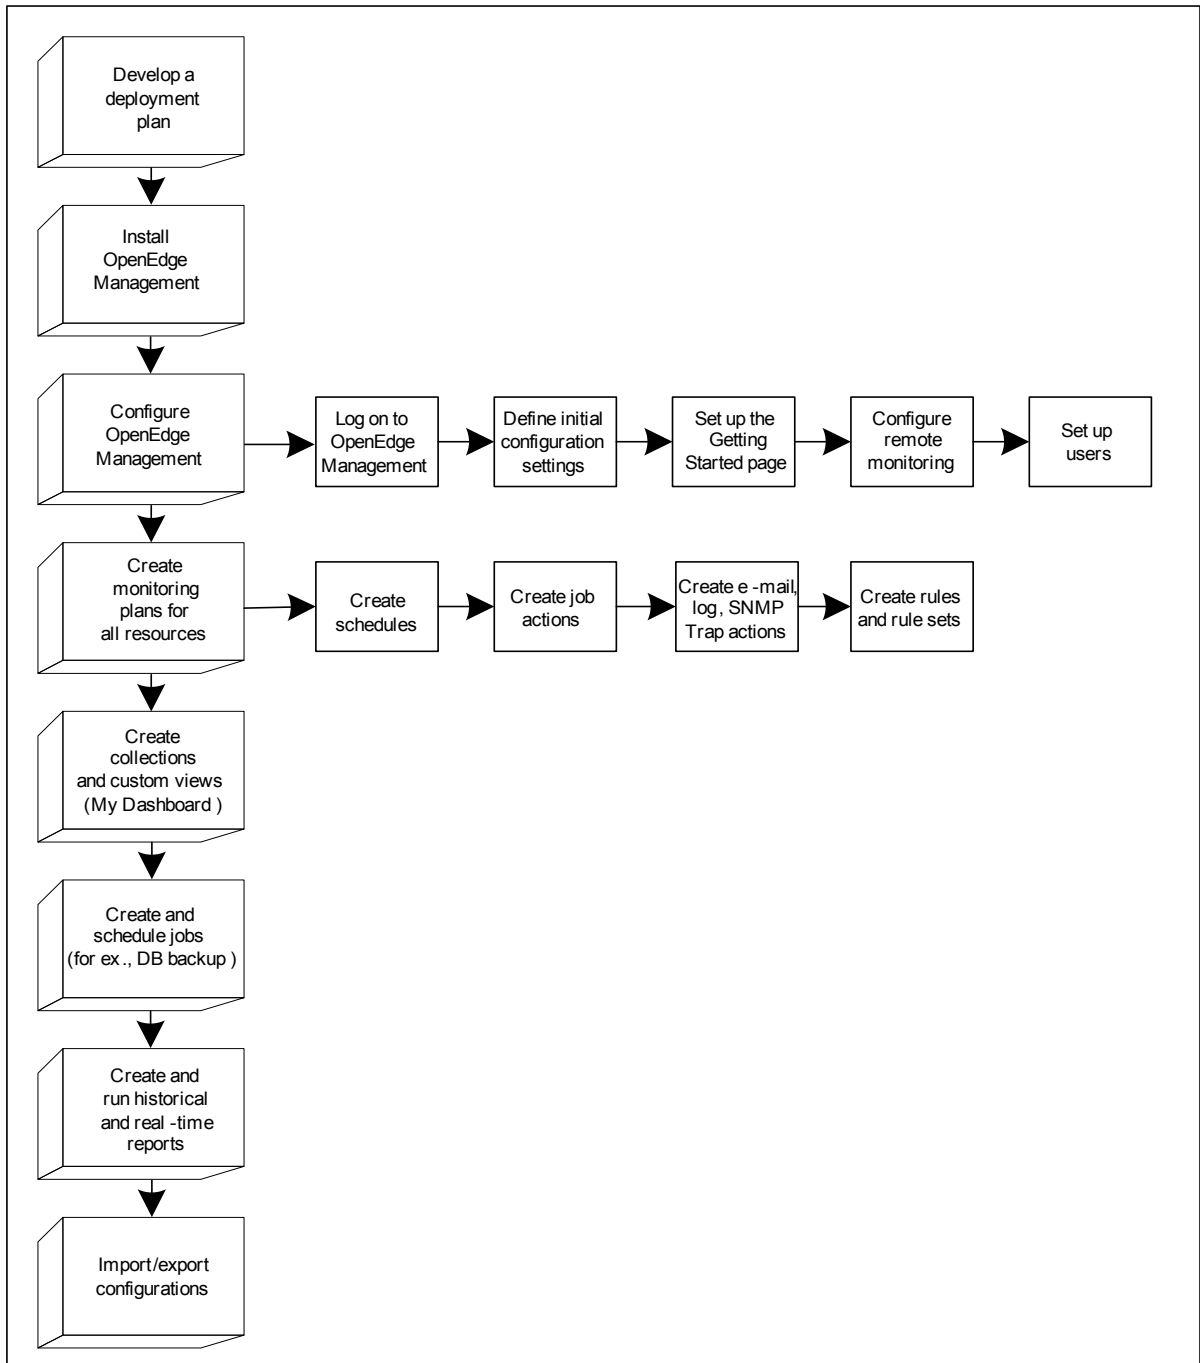 Develop a
deployment
plan
Install
OpenEdge
Management
Configure
OpenEdge
Management
Log on to
OpenEdge
Management
Define initial
configuration
settings
Set up the
Getting
Started page
Configure
remote
monitoring
Set up
users
Create
monitoring
plans for
all resources
Create
schedules
Create job
actions
Create e -mail,
log, SNMP
Trap actions
Create rules
and rule sets
Create
collections
and custom views
(My Dashboard )
Create and
schedule jobs
(for ex., DB backup )
Create and
run historical
and real -time
reports
Import/export
configurations